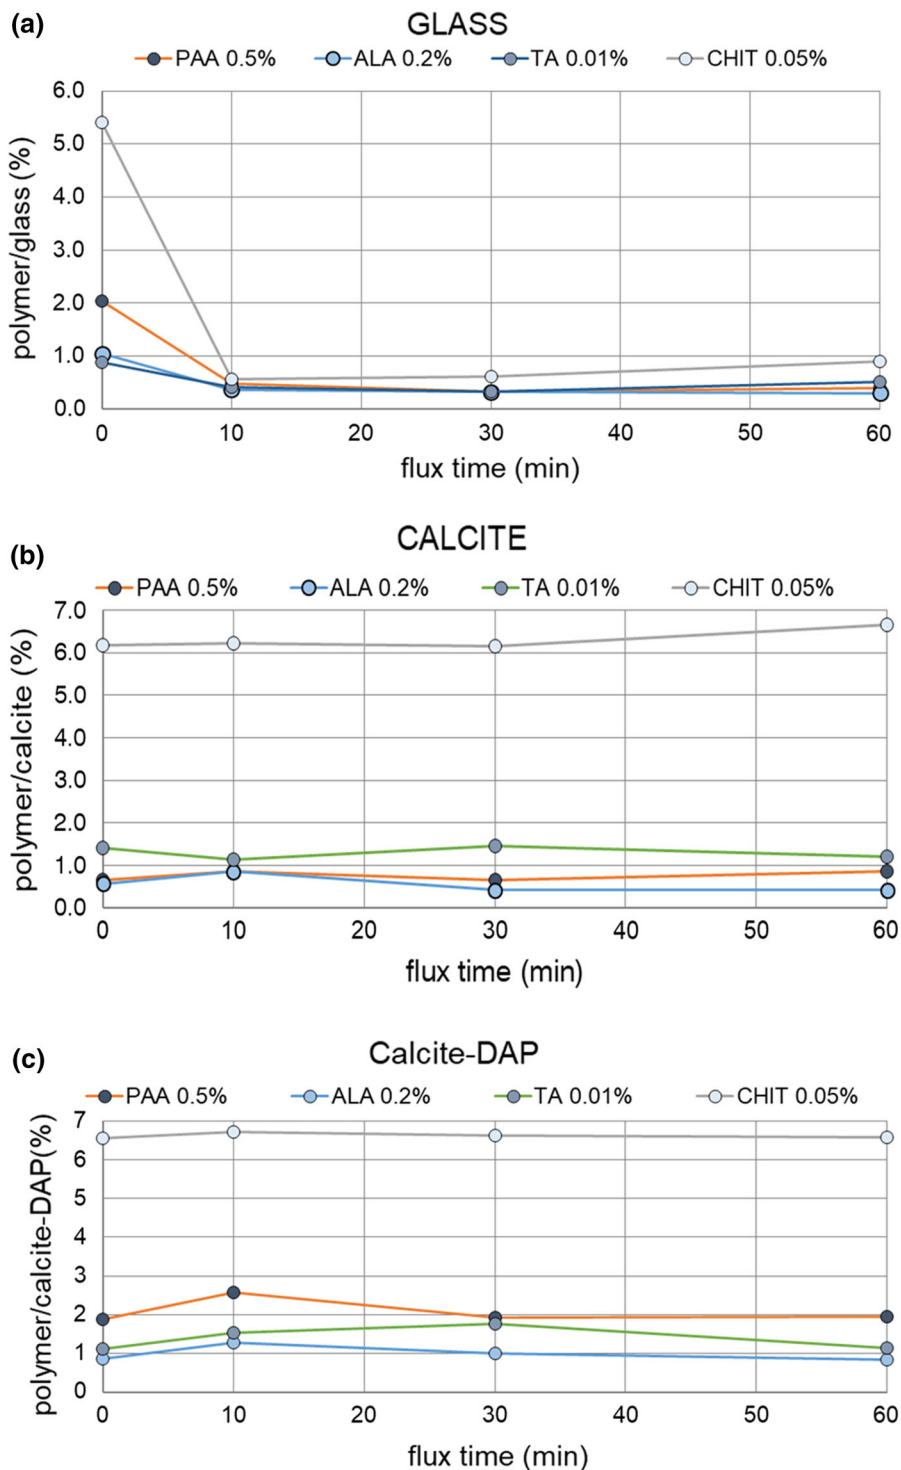 (a)
GLASS
PAA 0.5% ALA 0.2% TA 0.01% CHIT 0.05%
polymer/glass (%)
6.0
5.0
4.0
3.0
2.0
1.0
0.0
0 10 20 30 40 50 60
flux time (min)
(b)
CALCITE
PAA 0.5% ALA 0.2% TA 0.01% CHIT 0.05%
polymer/calcite (%)
7.0
6.0
5.0
4.0
3.0
2.0
1.0
0.0
0 10 20 30 40 50 60
flux time (min)
(c)
Calcite-DAP
PAA 0.5% ALA 0.2% TA 0.01% CHIT 0.05%
polymer/calcite-DAP(%)
7
6
5
4
3
2
1
0
0 10 20 30 40 50 60
flux time (min)